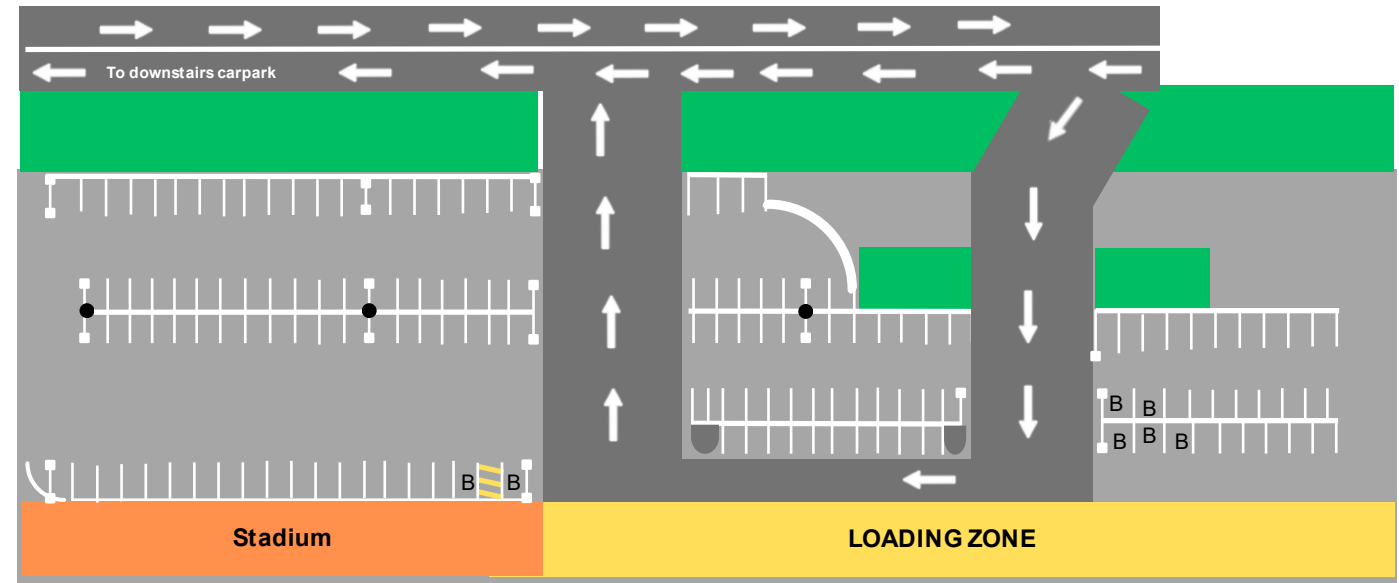 To downstairs carpark
B B
B B B
B B
Stadium
LOADING ZONE